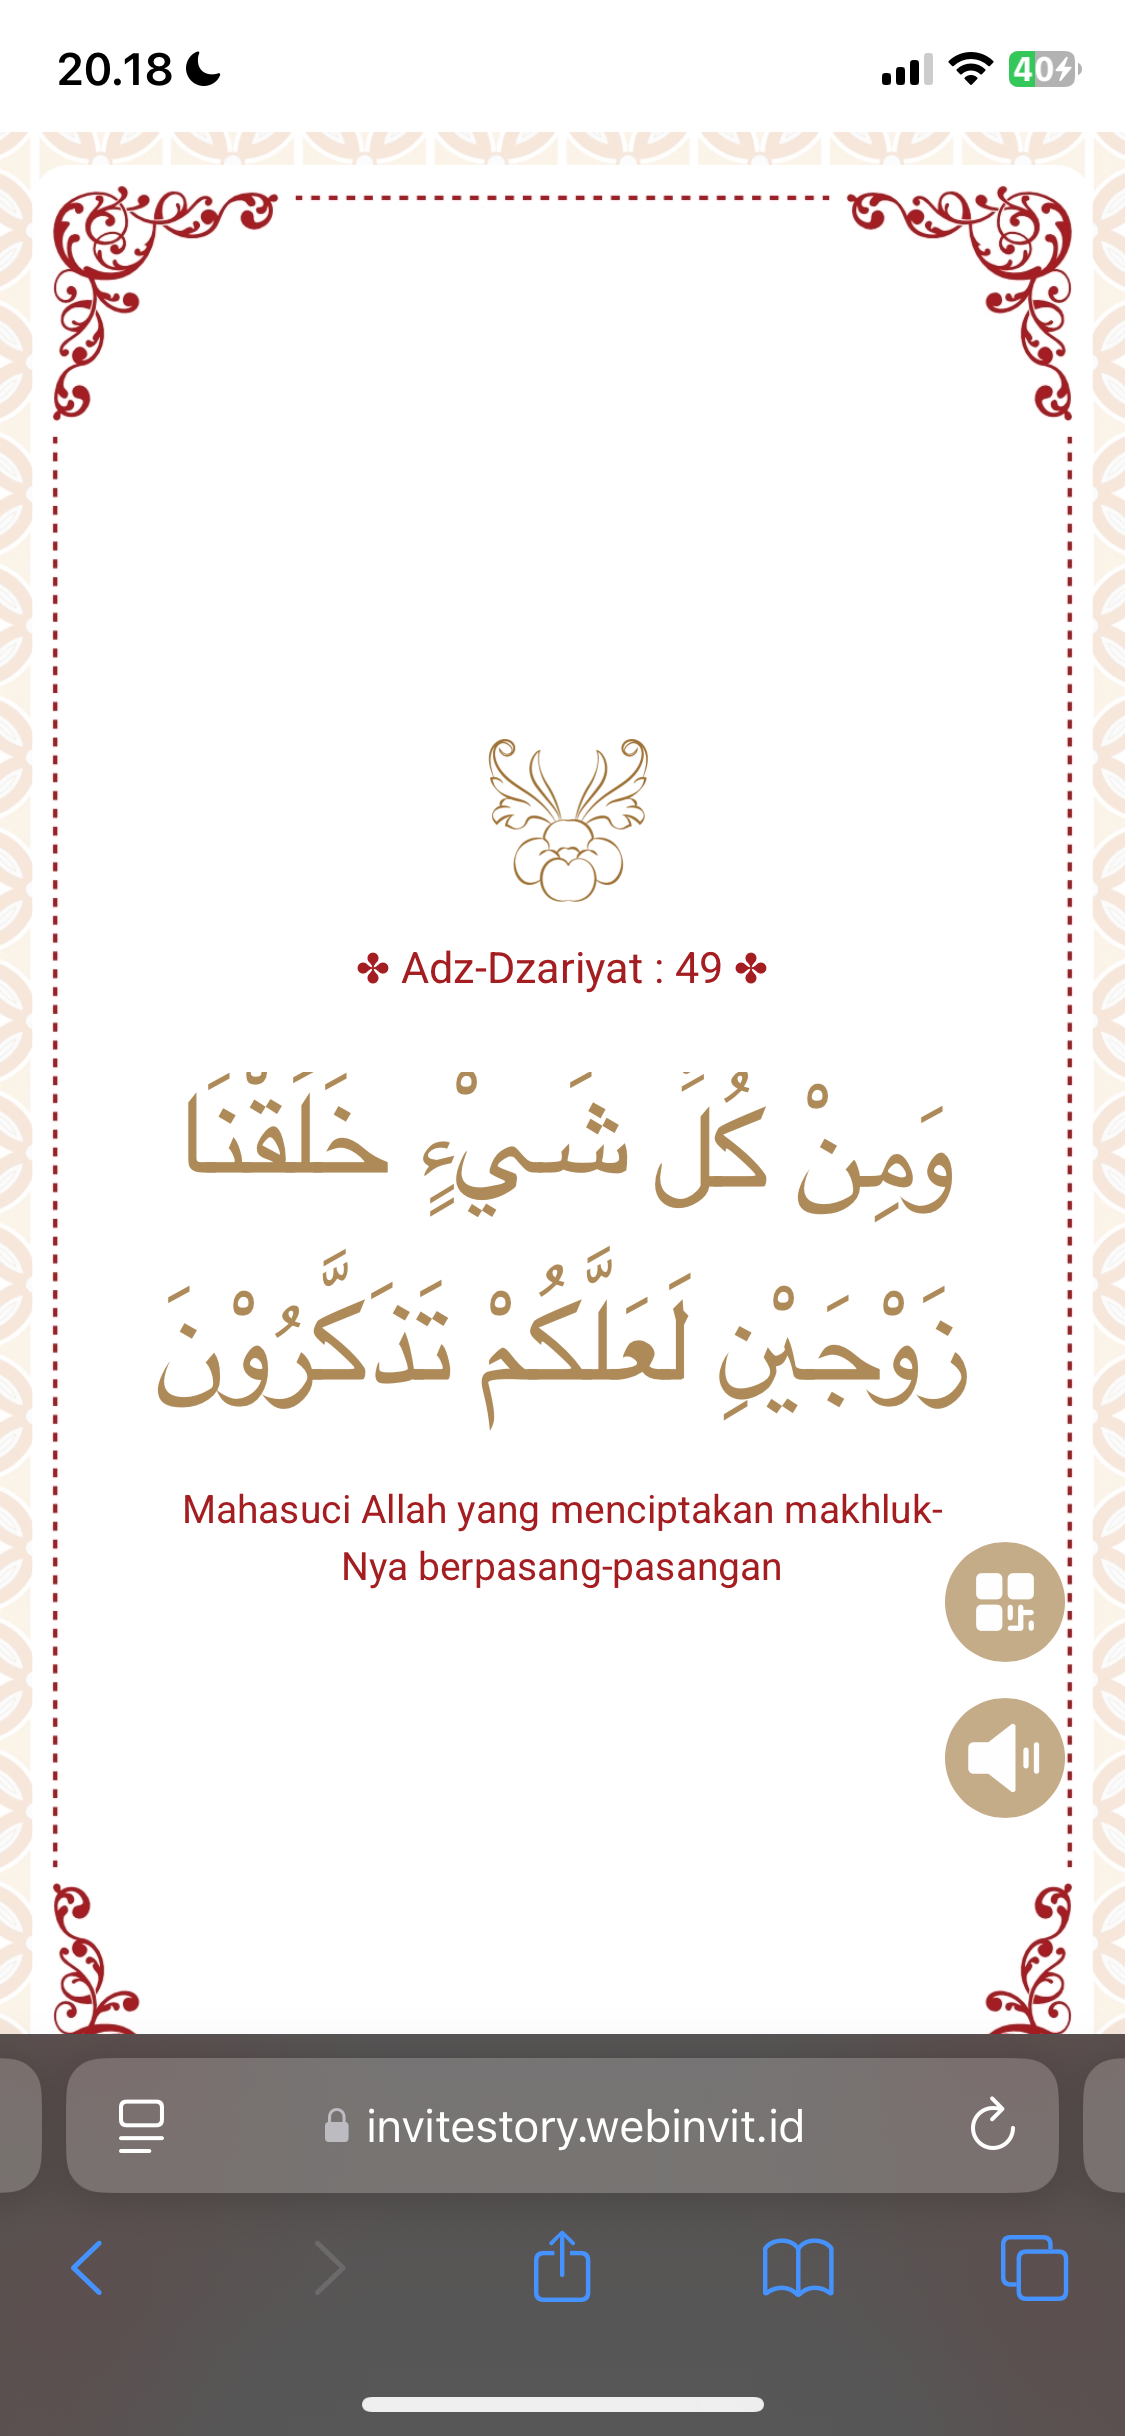 20.18
40
✤ Adz-Dzariyat : 49 ✤
وَمِنْ كُلَ شَيْءٍ خَلَقْنَا
زَوْجَيْنِ لَعَلَّكُمْ تَذَكَّرُوْنَ
Mahasuci Allah yang menciptakan makhluk-
Nya berpasang-pasangan
invitestory.webinvit.id